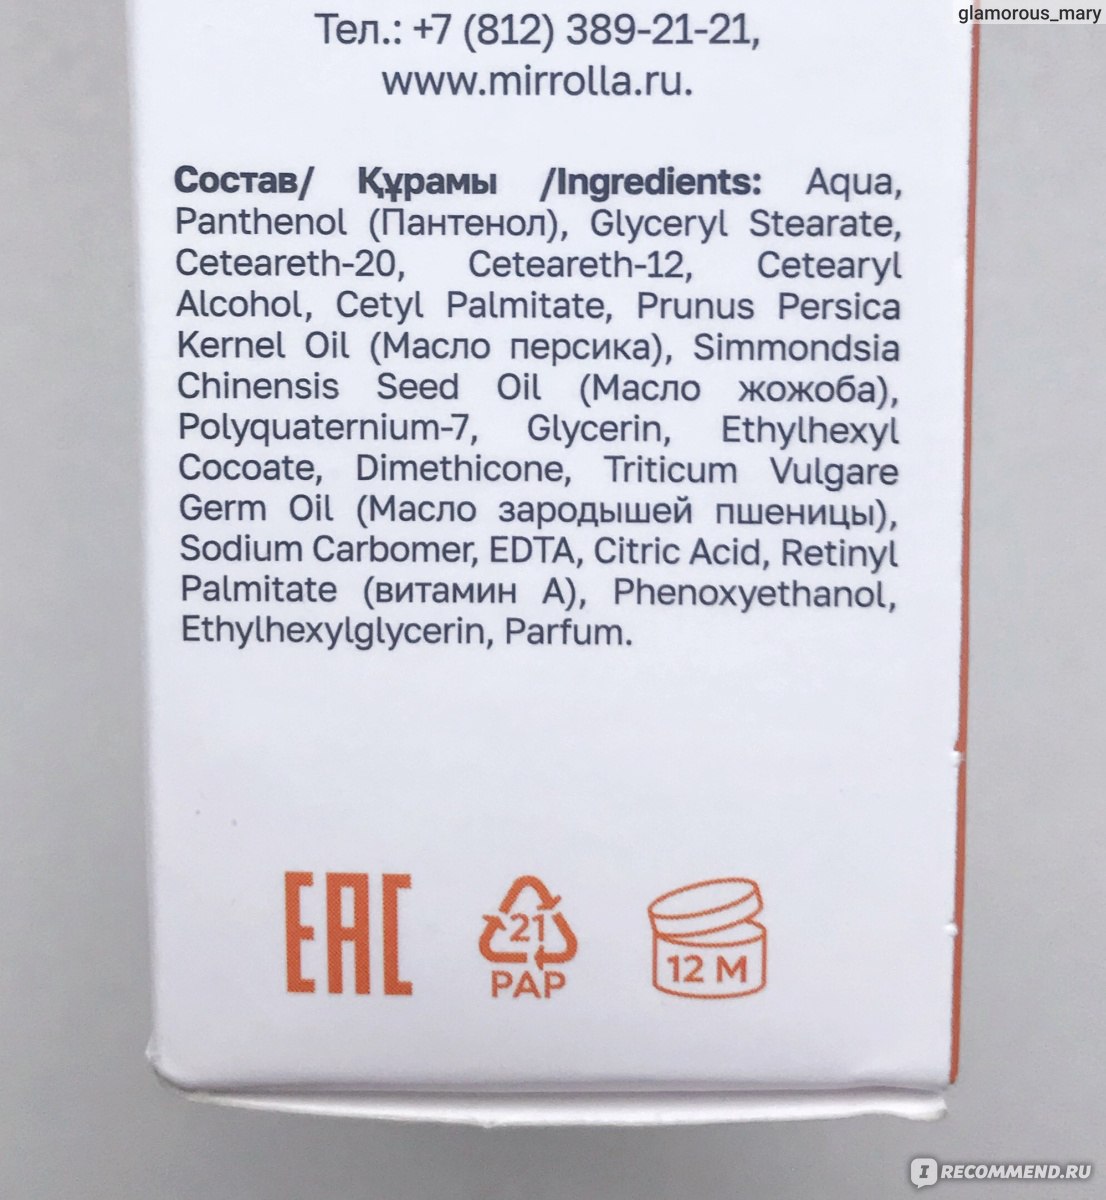 glamorous_mary
Тел.: +7 (812) 389-21-21,
www.mirrolla.ru.
Состав/ Құрамы /Ingredients: Aqua,
Panthenol (Пантенол), Glyceryl Stearate,
Ceteareth-20, Ceteareth-12, Cetearyl
Alcohol, Cetyl Palmitate, Prunus Persica
Kernel Oil (Масло персика), Simmondsia
Chinensis Seed Oil (Масло жожоба),
Polyquaternium-7, Glycerin, Ethylhexyl
Cocoate, Dimethicone, Triticum Vulgare
Germ Oil (Масло зародышей пшеницы),
Sodium Carbomer, EDTA, Citric Acid, Retinyl
Palmitate (витамин А), Phenoxyethanol,
Ethylhexylglycerin, Parfum.
EAC
21
PAP
12 M
IRECOMMEND.RU